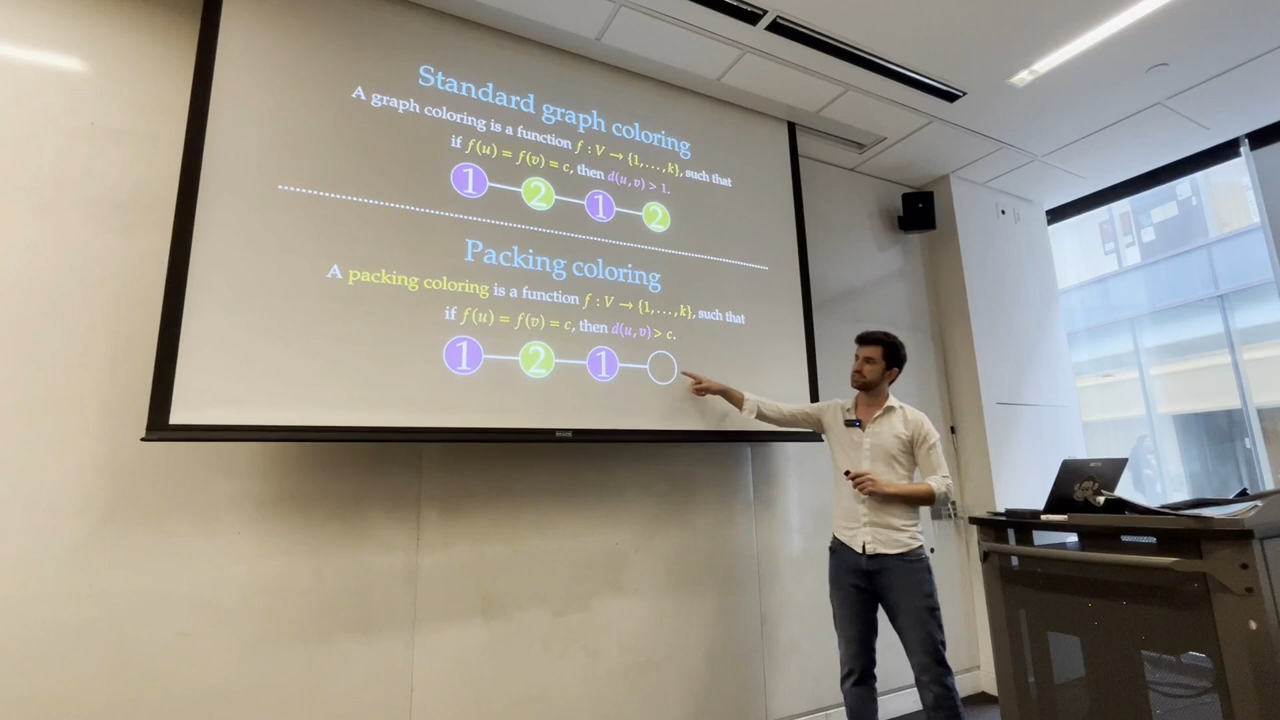 Standard graph coloring
A graph coloring is a function f : V → {1, . . . , k}, such that
if f(u) = f(v) = c, then d(u, v) > 1.
1 2 1 2
Packing coloring
A packing coloring is a function f : V → {1, . . . , k}, such that
if f(u) = f(v) = c, then d(u, v) > c.
1 2 1